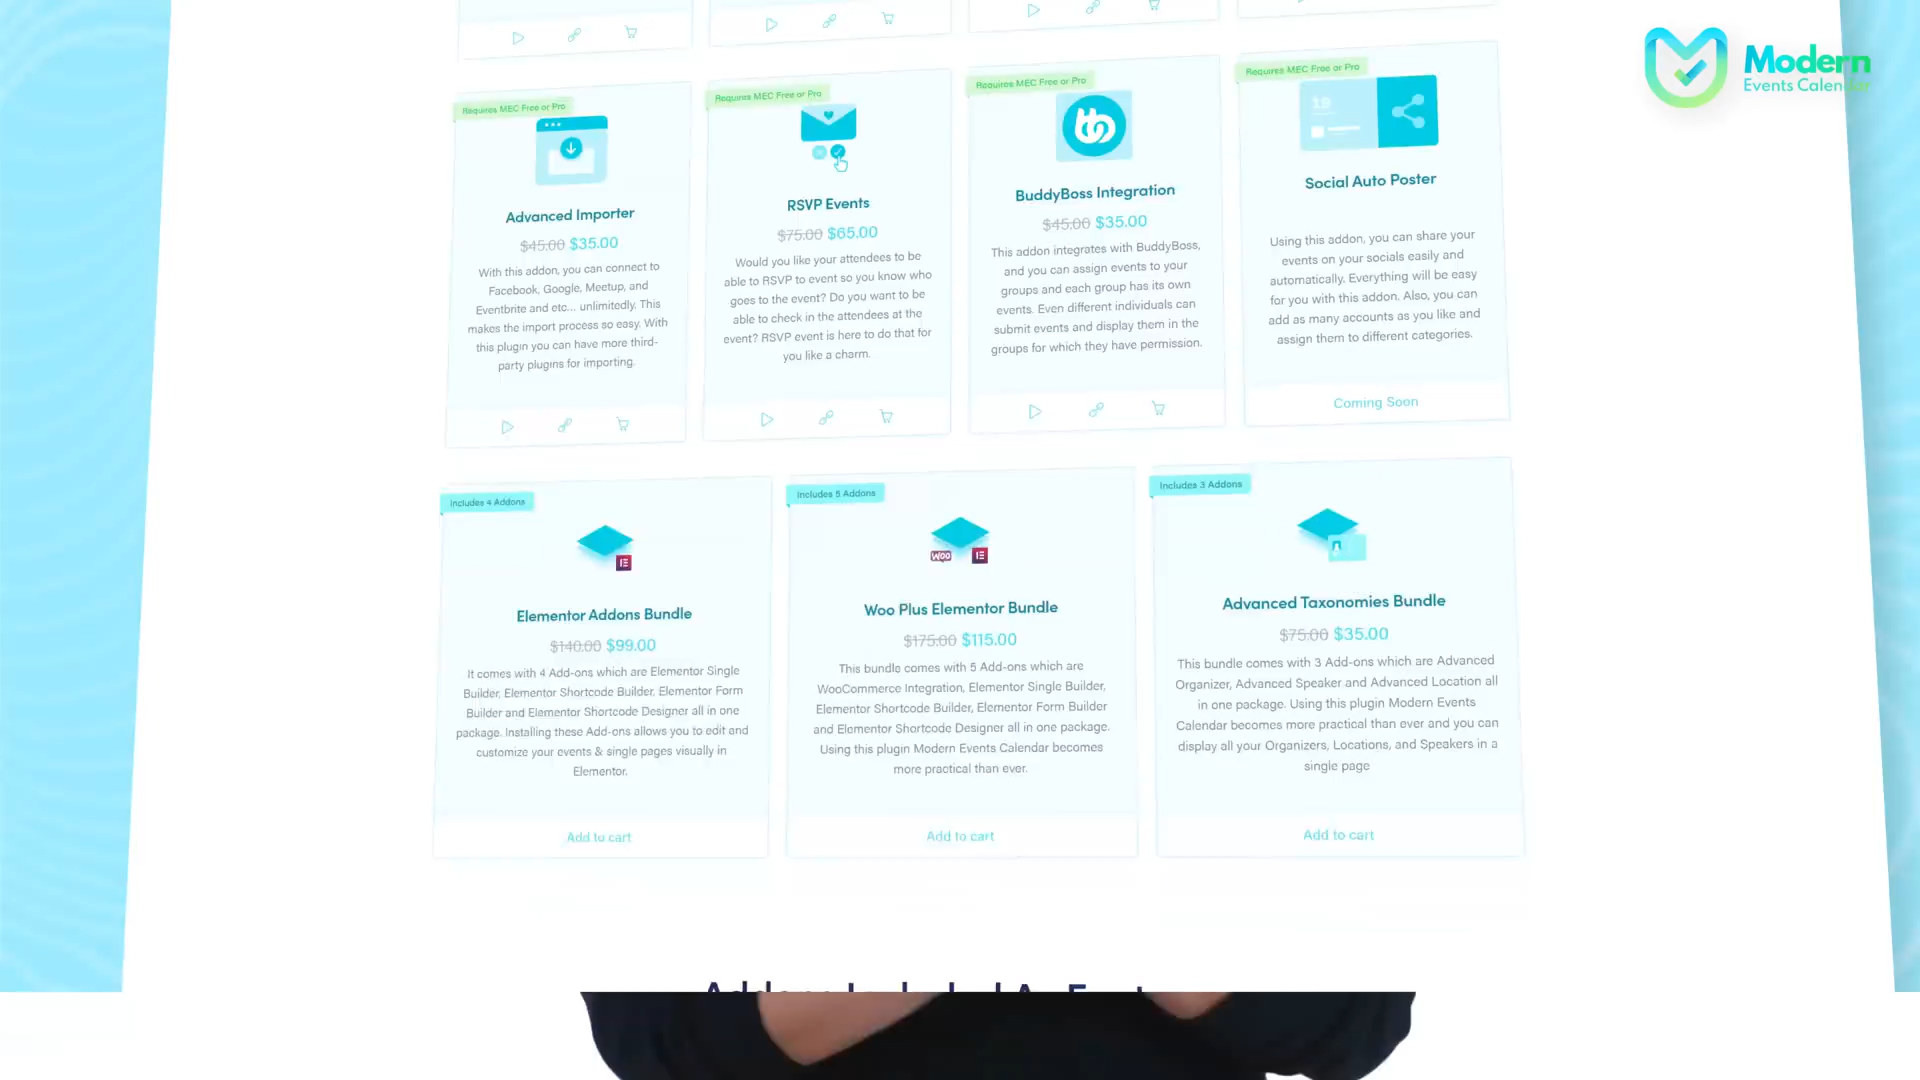 Modern
Events Calendar
Requires MEC Free or Pro
Advanced Importer
$45.00 $35.00
With this addon, you can connect to
Facebook, Google, Meetup, and
Eventbrite and etc... unlimitedly. This
makes the import process so easy. With
this plugin you can have more third-
party plugins for importing.
Requires MEC Free or Pro
RSVP Events
$75.00 $65.00
Would you like your attendees to be
able to RSVP to event so you know who
goes to the event? Do you want to be
able to check in the attendees at the
event? RSVP event is here to do that for
you like a charm.
Requires MEC Free or Pro
BuddyBoss Integration
$45.00 $35.00
This addon integrates with BuddyBoss,
and you can assign events to your
groups and each group has its own
events. Even different individuals can
submit events and display them in the
groups for which they have permission.
Requires MEC Free or Pro
19
Social Auto Poster
Using this addon, you can share your
events on your socials easily and
automatically. Everything will be easy
for you with this addon. Also, you can
add as many accounts as you like and
assign them to different categories.
Coming Soon
Includes 4 Addons
Elementor Addons Bundle
$140.00 $99.00
It comes with 4 Add-ons which are Elementor Single
Builder, Elementor Shortcode Builder, Elementor Form
Builder and Elementor Shortcode Designer all in one
package. Installing these Add-ons allows you to edit and
customize your events & single pages visually in
Elementor.
Add to cart
Includes 5 Addons
WOO
Woo Plus Elementor Bundle
$175.00 $115.00
This bundle comes with 5 Add-ons which are
WooCommerce Integration, Elementor Single Builder,
Elementor Shortcode Builder, Elementor Form Builder
and Elementor Shortcode Designer all in one package.
Using this plugin Modern Events Calendar becomes
more practical than ever.
Add to cart
Includes 3 Addons
Advanced Taxonomies Bundle
$75.00 $35.00
This bundle comes with 3 Add-ons which are Advanced
Organizer, Advanced Speaker and Advanced Location all
in one package. Using this plugin Modern Events
Calendar becomes more practical than ever and you can
display all your Organizers, Locations, and Speakers in a
single page
Add to cart